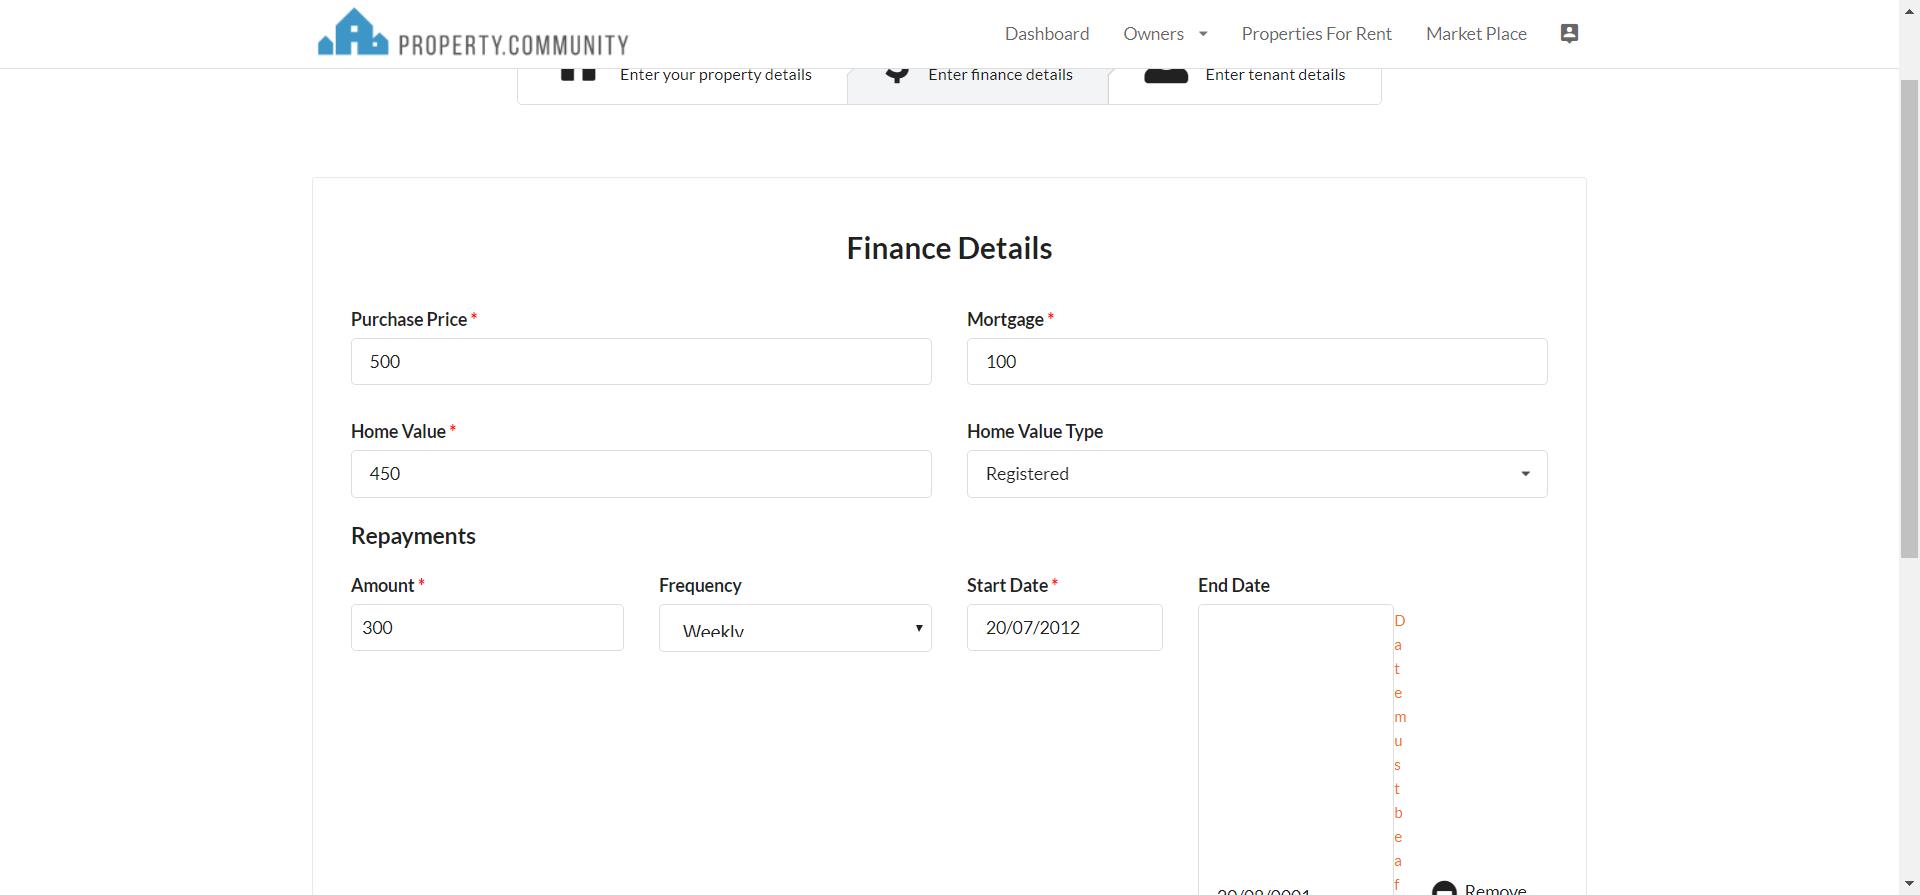 PROPERTY.COMMUNITY
Dashboard
Owners
Properties For Rent
Market Place
Enter your property details
Enter finance details
Enter tenant details
Finance Details
Purchase Price *
Mortgage *
500
100
Home Value *
Home Value Type
450
Registered
Repayments
Amount *
Frequency
Start Date *
End Date
300
Weekly
20/07/2012
D
a
t
e
m
u
s
t
b
e
a
f
Remove